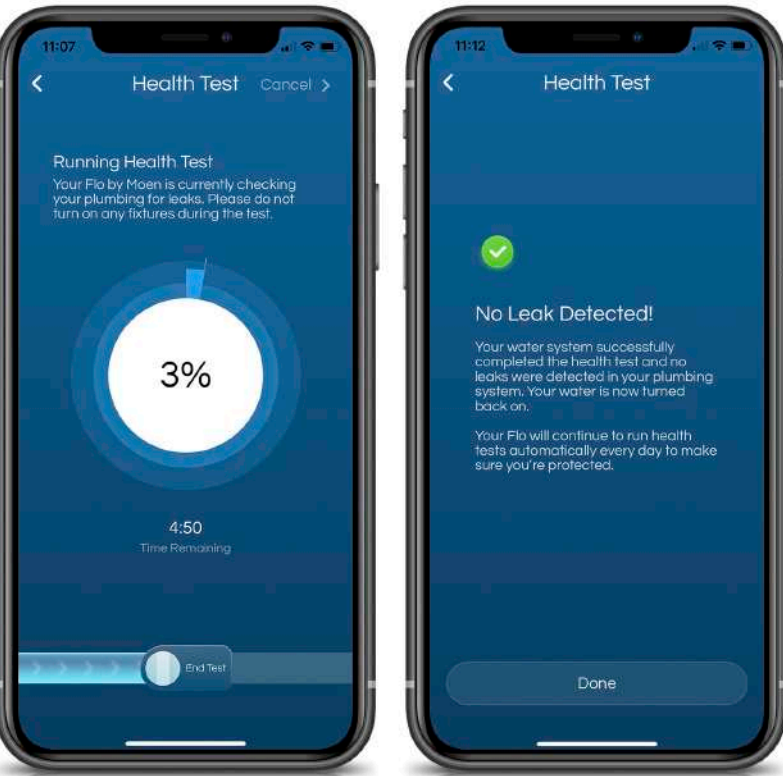 11:07
Health Test
Cancel
Running Health Test
Your Flo by Moen is currently checking
your plumbing for leaks. Please do not
turn on any fixtures during the test.
3%
4:50
Time Remaining
End Test
11:12
Health Test
No Leak Detected!
Your water system successfully
completed the health test and no
leaks were detected in your plumbing
system. Your water is now turned
back on.
Your Flo will continue to run health
tests automatically every day to make
sure you're protected.
Done